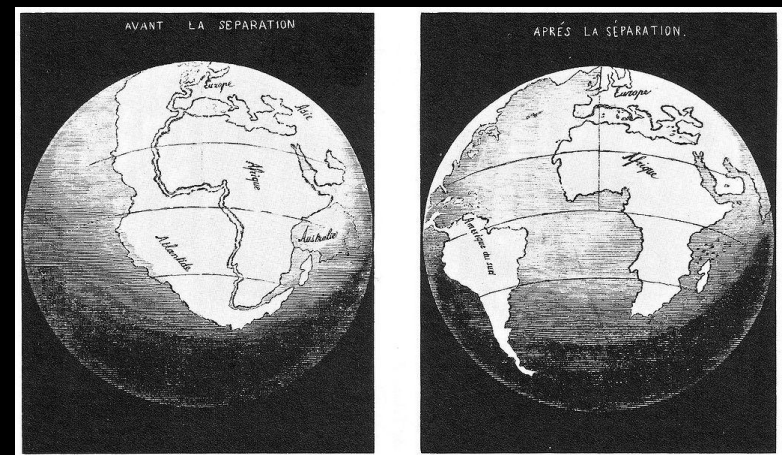 AVANT LA SEPARATION
Europe
Asie
Afrique
Australie
Atlantide
APRÉS LA SÉPARATION.
Europe
Afrique
Amérique du sud